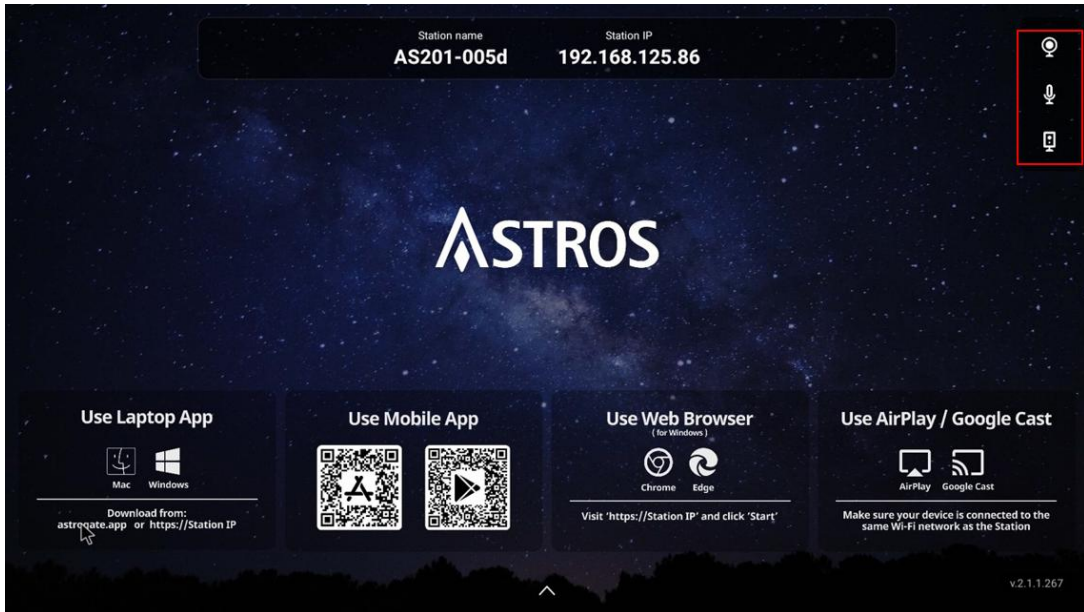 Station name
AS201-005d
Station IP
192.168.125.86
ASTROS
Use Laptop App
Mac
Windows
Download from:
astrogate.app or https://Station IP
Use Mobile App
Use Web Browser
( for Windows )
Chrome
Edge
Visit 'https://Station IP' and click 'Start'
Use AirPlay / Google Cast
AirPlay
Google Cast
Make sure your device is connected to the
same Wi-Fi network as the Station
v.2.1.1.267